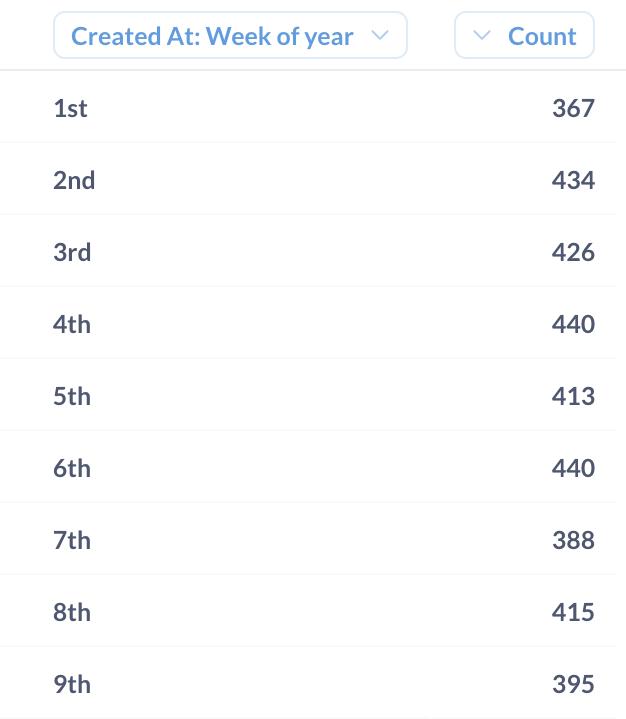 Created At: Week of year Count
1st 367
2nd 434
3rd 426
4th 440
5th 413
6th 440
7th 388
8th 415
9th 395